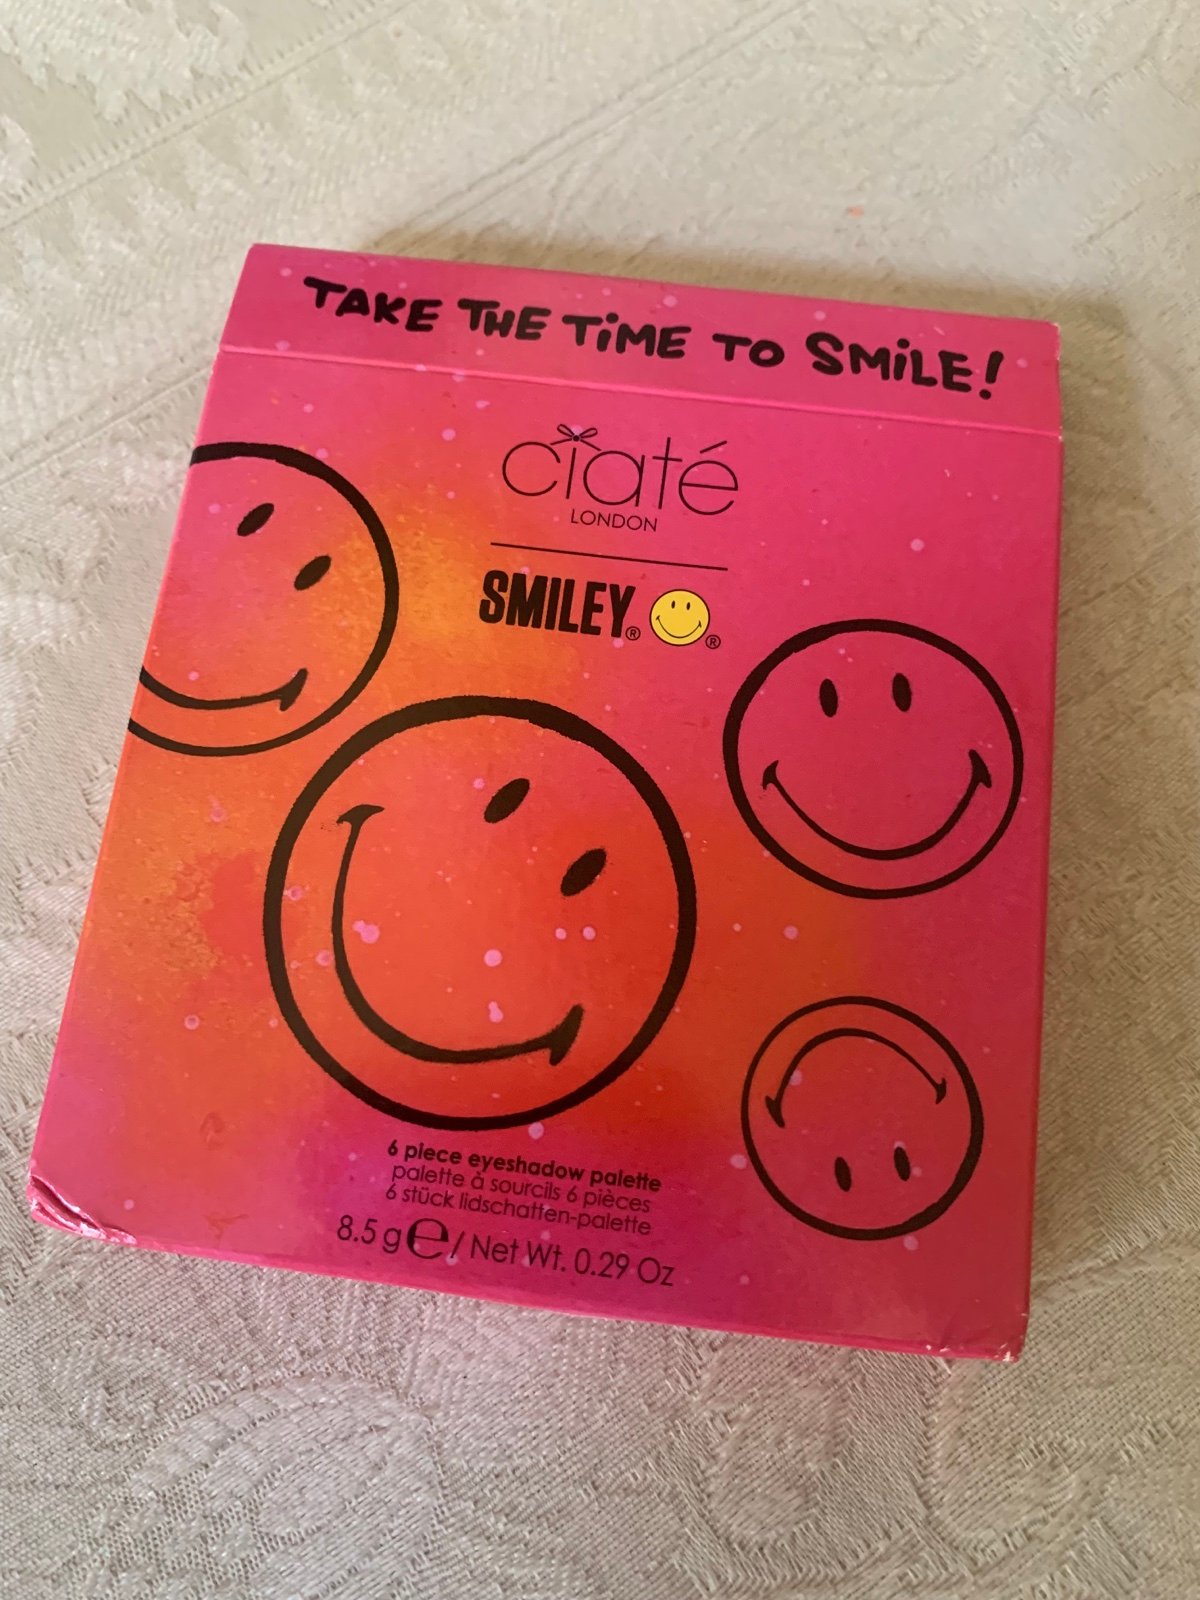 TAKE THE TiME TO SMiLE!
ciaté
LONDON
SMILEY® ®
6 piece eyeshadow palette
palette à sourcils 6 pièces
6 stück lidschatten-palette
8.5 g ℮ / Net Wt. 0.29 Oz